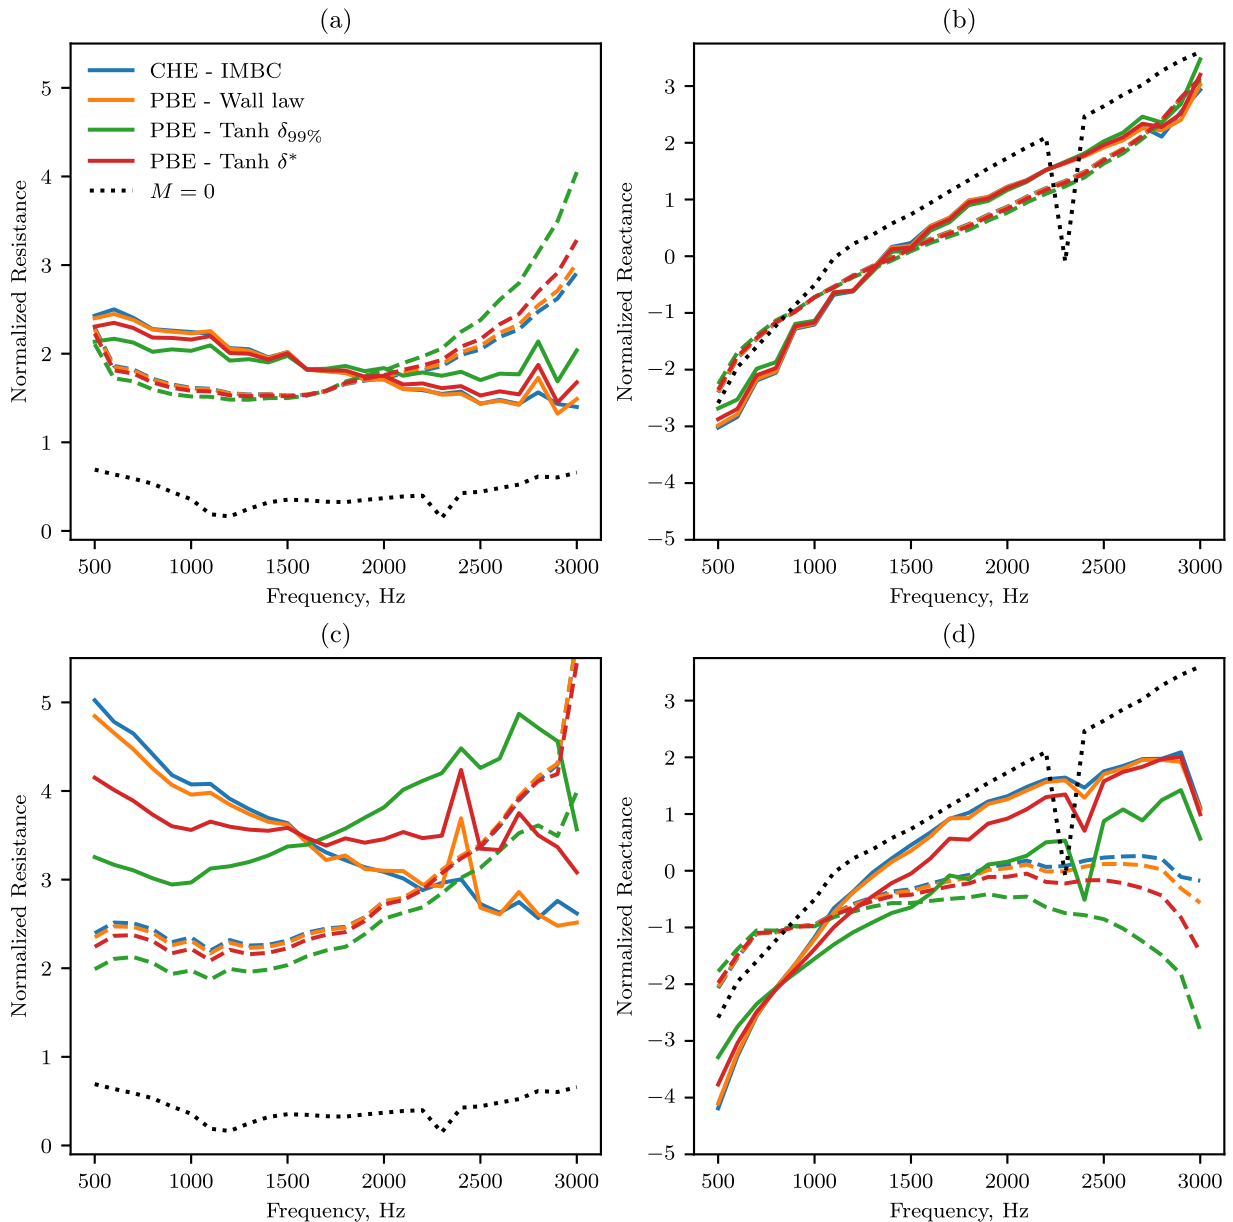 (a)
(b)
CHE - IMBC
PBE - Wall law
PBE - Tanh δ99%
PBE - Tanh δ*
M = 0
Normalized Resistance
5
4
3
2
1
0
500 1000 1500 2000 2500 3000
Frequency, Hz
Normalized Reactance
3
2
1
0
−1
−2
−3
−4
−5
500 1000 1500 2000 2500 3000
Frequency, Hz
(c)
(d)
Normalized Resistance
5
4
3
2
1
0
500 1000 1500 2000 2500 3000
Frequency, Hz
Normalized Reactance
3
2
1
0
−1
−2
−3
−4
−5
500 1000 1500 2000 2500 3000
Frequency, Hz